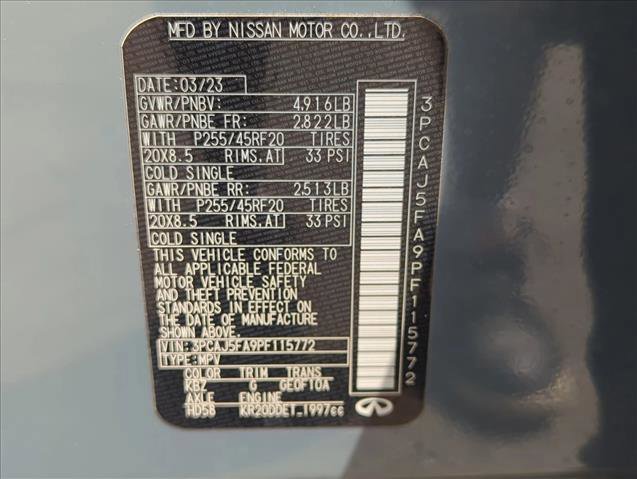 MFD BY NISSAN MOTOR CO.,LTD.
DATE: 03/23
GVWR/PNBV: 4,916LB
GAWR/PNBE FR: 2,822LB
WITH P255/45RF20 TIRES
20X8.5 RIMS,AT 33 PSI
COLD SINGLE
GAWR/PNBE RR: 2,513LB
WITH P255/45RF20 TIRES
20X8.5 RIMS,AT 33 PSI
COLD SINGLE
THIS VEHICLE CONFORMS TO
ALL APPLICABLE FEDERAL
MOTOR VEHICLE SAFETY
AND THEFT PREVENTION
STANDARDS IN EFFECT ON
THE DATE OF MANUFACTURE
SHOWN ABOVE.
VIN: 3PCAJ5FA9PF115772
TYPE: MPV
COLOR TRIM TRANS
KBZ G GE0F10A
AXLE ENGINE
HD58 KR20DDET 1997cc
3PCAJ5FA9PF115772